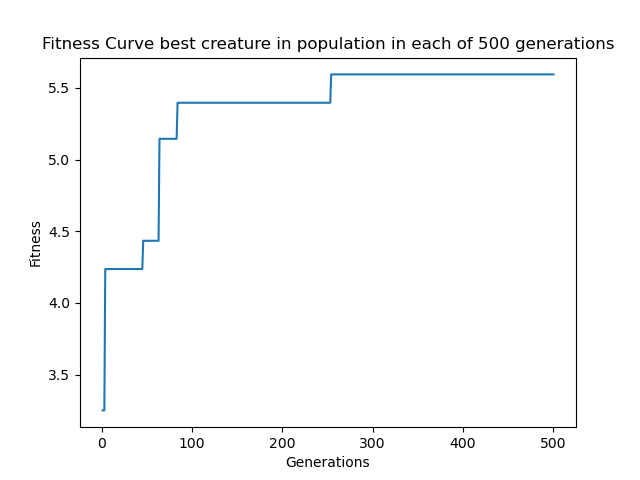 Fitness Curve best creature in population in each of 500 generations
5.5
5.0
4.5
4.0
3.5
Fitness
0 100 200 300 400 500
Generations